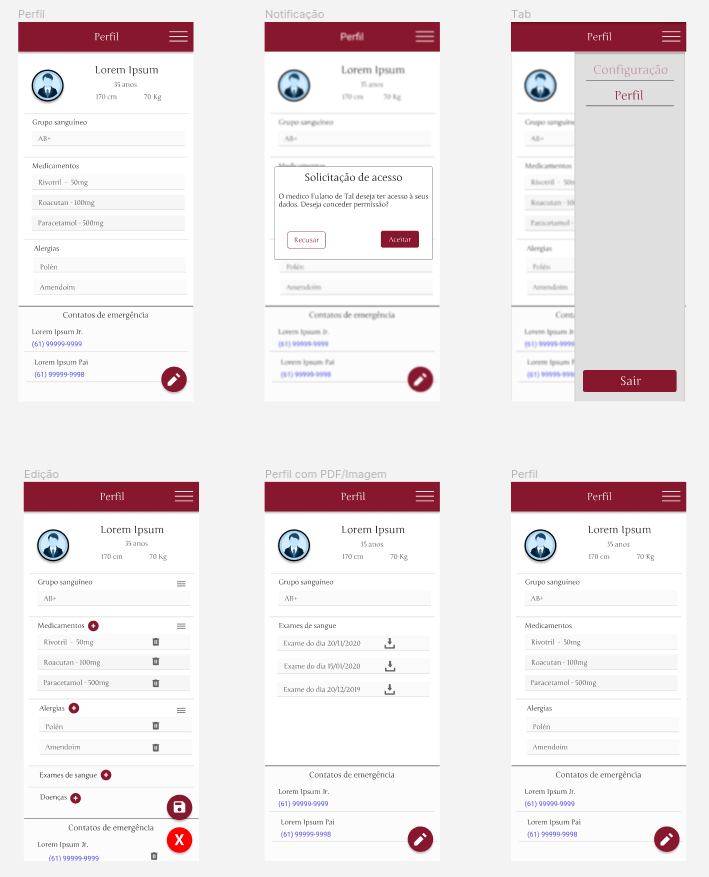 Perfil
Perfil
Lorem Ipsum
35 anos
170 cm 70 Kg
Grupo sanguíneo
AB+
Medicamentos
Rivotril - 50mg
Roacutan - 100mg
Paracetamol - 500mg
Alergias
Polén
Amendoim
Contatos de emergência
Lorem Ipsum Jr.
(61) 99999-9999
Lorem Ipsum Pai
(61) 99999-9998
Notificação
Perfil
Lorem Ipsum
35 anos
170 cm 70 Kg
Grupo sanguíneo
AB+
Medicamentos
Solicitação de acesso
O medico Fulano de Tal deseja ter acesso à seus
dados. Deseja conceder permissão?
Recusar Aceitar
Polén
Amendoim
Contatos de emergência
Lorem Ipsum Jr.
(61) 99999-9999
Lorem Ipsum Pai
(61) 99999-9998
Tab
Perfil
Configuração
Perfil
Grupo sanguíne
AB+
Medicamentos
Rivotril - 50m
Roacutan - 10
Paracetamol -
Alergias
Polén
Amendoim
Conta
Lorem Ipsum Jr.
(61) 99999-9999
Lorem Ipsum P
(61) 99999-999
Sair
Edição
Perfil
Lorem Ipsum
35 anos
170 cm 70 Kg
Grupo sanguíneo
AB+
Medicamentos +
Rivotril - 50mg
Roacutan - 100mg
Paracetamol - 500mg
Alergias +
Polén
Amendoim
Exames de sangue +
Doenças +
Contatos de emergência
X
Lorem Ipsum Jr.
(61) 99999-9999
Perfil com PDF/Imagem
Perfil
Lorem Ipsum
35 anos
170 cm 70 Kg
Grupo sanguíneo
AB+
Exames de sangue
Exame do dia 20/11/2020
Exame do dia 15/01/2020
Exame do dia 20/12/2019
Contatos de emergência
Lorem Ipsum Jr.
(61) 99999-9999
Lorem Ipsum Pai
(61) 99999-9998
Perfil
Perfil
Lorem Ipsum
35 anos
170 cm 70 Kg
Grupo sanguíneo
AB+
Medicamentos
Rivotril - 50mg
Roacutan - 100mg
Paracetamol - 500mg
Alergias
Polén
Amendoim
Contatos de emergência
Lorem Ipsum Jr.
(61) 99999-9999
Lorem Ipsum Pai
(61) 99999-9998